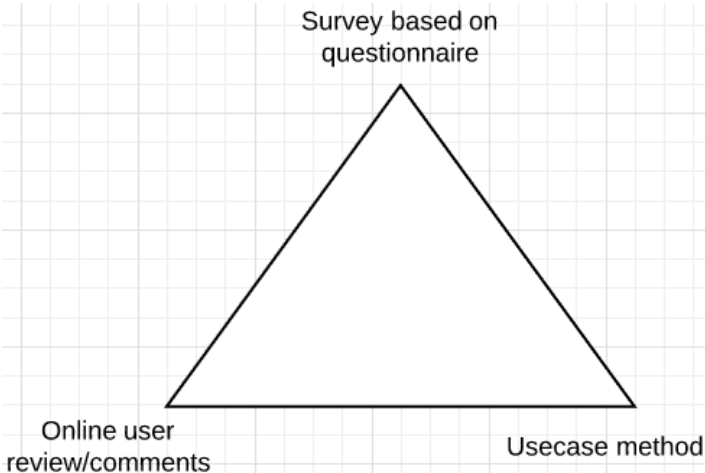 Survey based on
questionnaire
Online user
review/comments
Usecase method